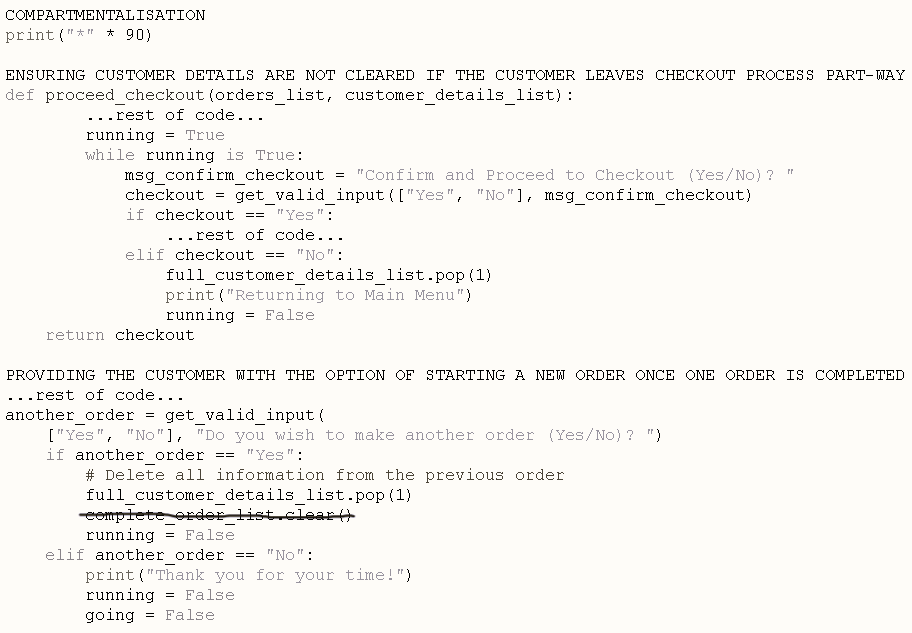 COMPARTMENTALISATION
print("*" * 90)

ENSURING CUSTOMER DETAILS ARE NOT CLEARED IF THE CUSTOMER LEAVES CHECKOUT PROCESS PART-WAY
def proceed_checkout(orders_list, customer_details_list):
        ...rest of code...
        running = True
        while running is True:
            msg_confirm_checkout = "Confirm and Proceed to Checkout (Yes/No)? "
            checkout = get_valid_input(["Yes", "No"], msg_confirm_checkout)
            if checkout == "Yes":
                ...rest of code...
            elif checkout == "No":
                full_customer_details_list.pop(1)
                print("Returning to Main Menu")
                running = False
    return checkout

PROVIDING THE CUSTOMER WITH THE OPTION OF STARTING A NEW ORDER ONCE ONE ORDER IS COMPLETED
...rest of code...
another_order = get_valid_input(
    ["Yes", "No"], "Do you wish to make another order (Yes/No)? ")
    if another_order == "Yes":
        # Delete all information from the previous order
        full_customer_details_list.pop(1)
        complete_order_list.clear()
        running = False
    elif another_order == "No":
        print("Thank you for your time!")
        running = False
        going = False